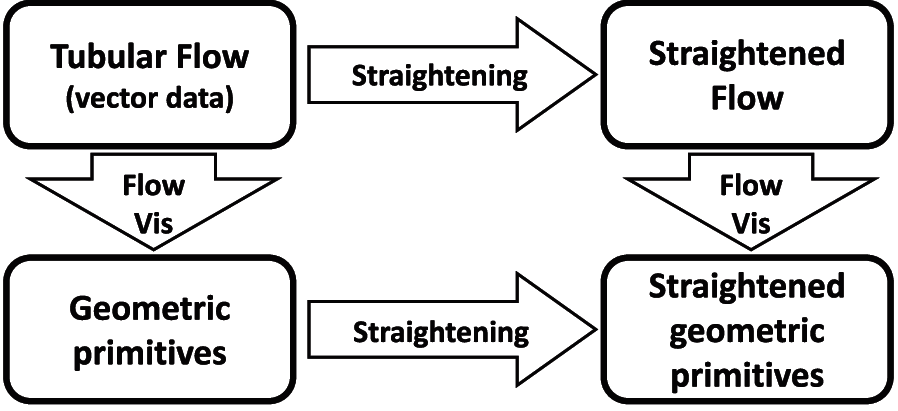 Tubular Flow
(vector data)
Straightening
Straightened
Flow
Flow
Vis
Flow
Vis
Geometric
primitives
Straightening
Straightened
geometric
primitives